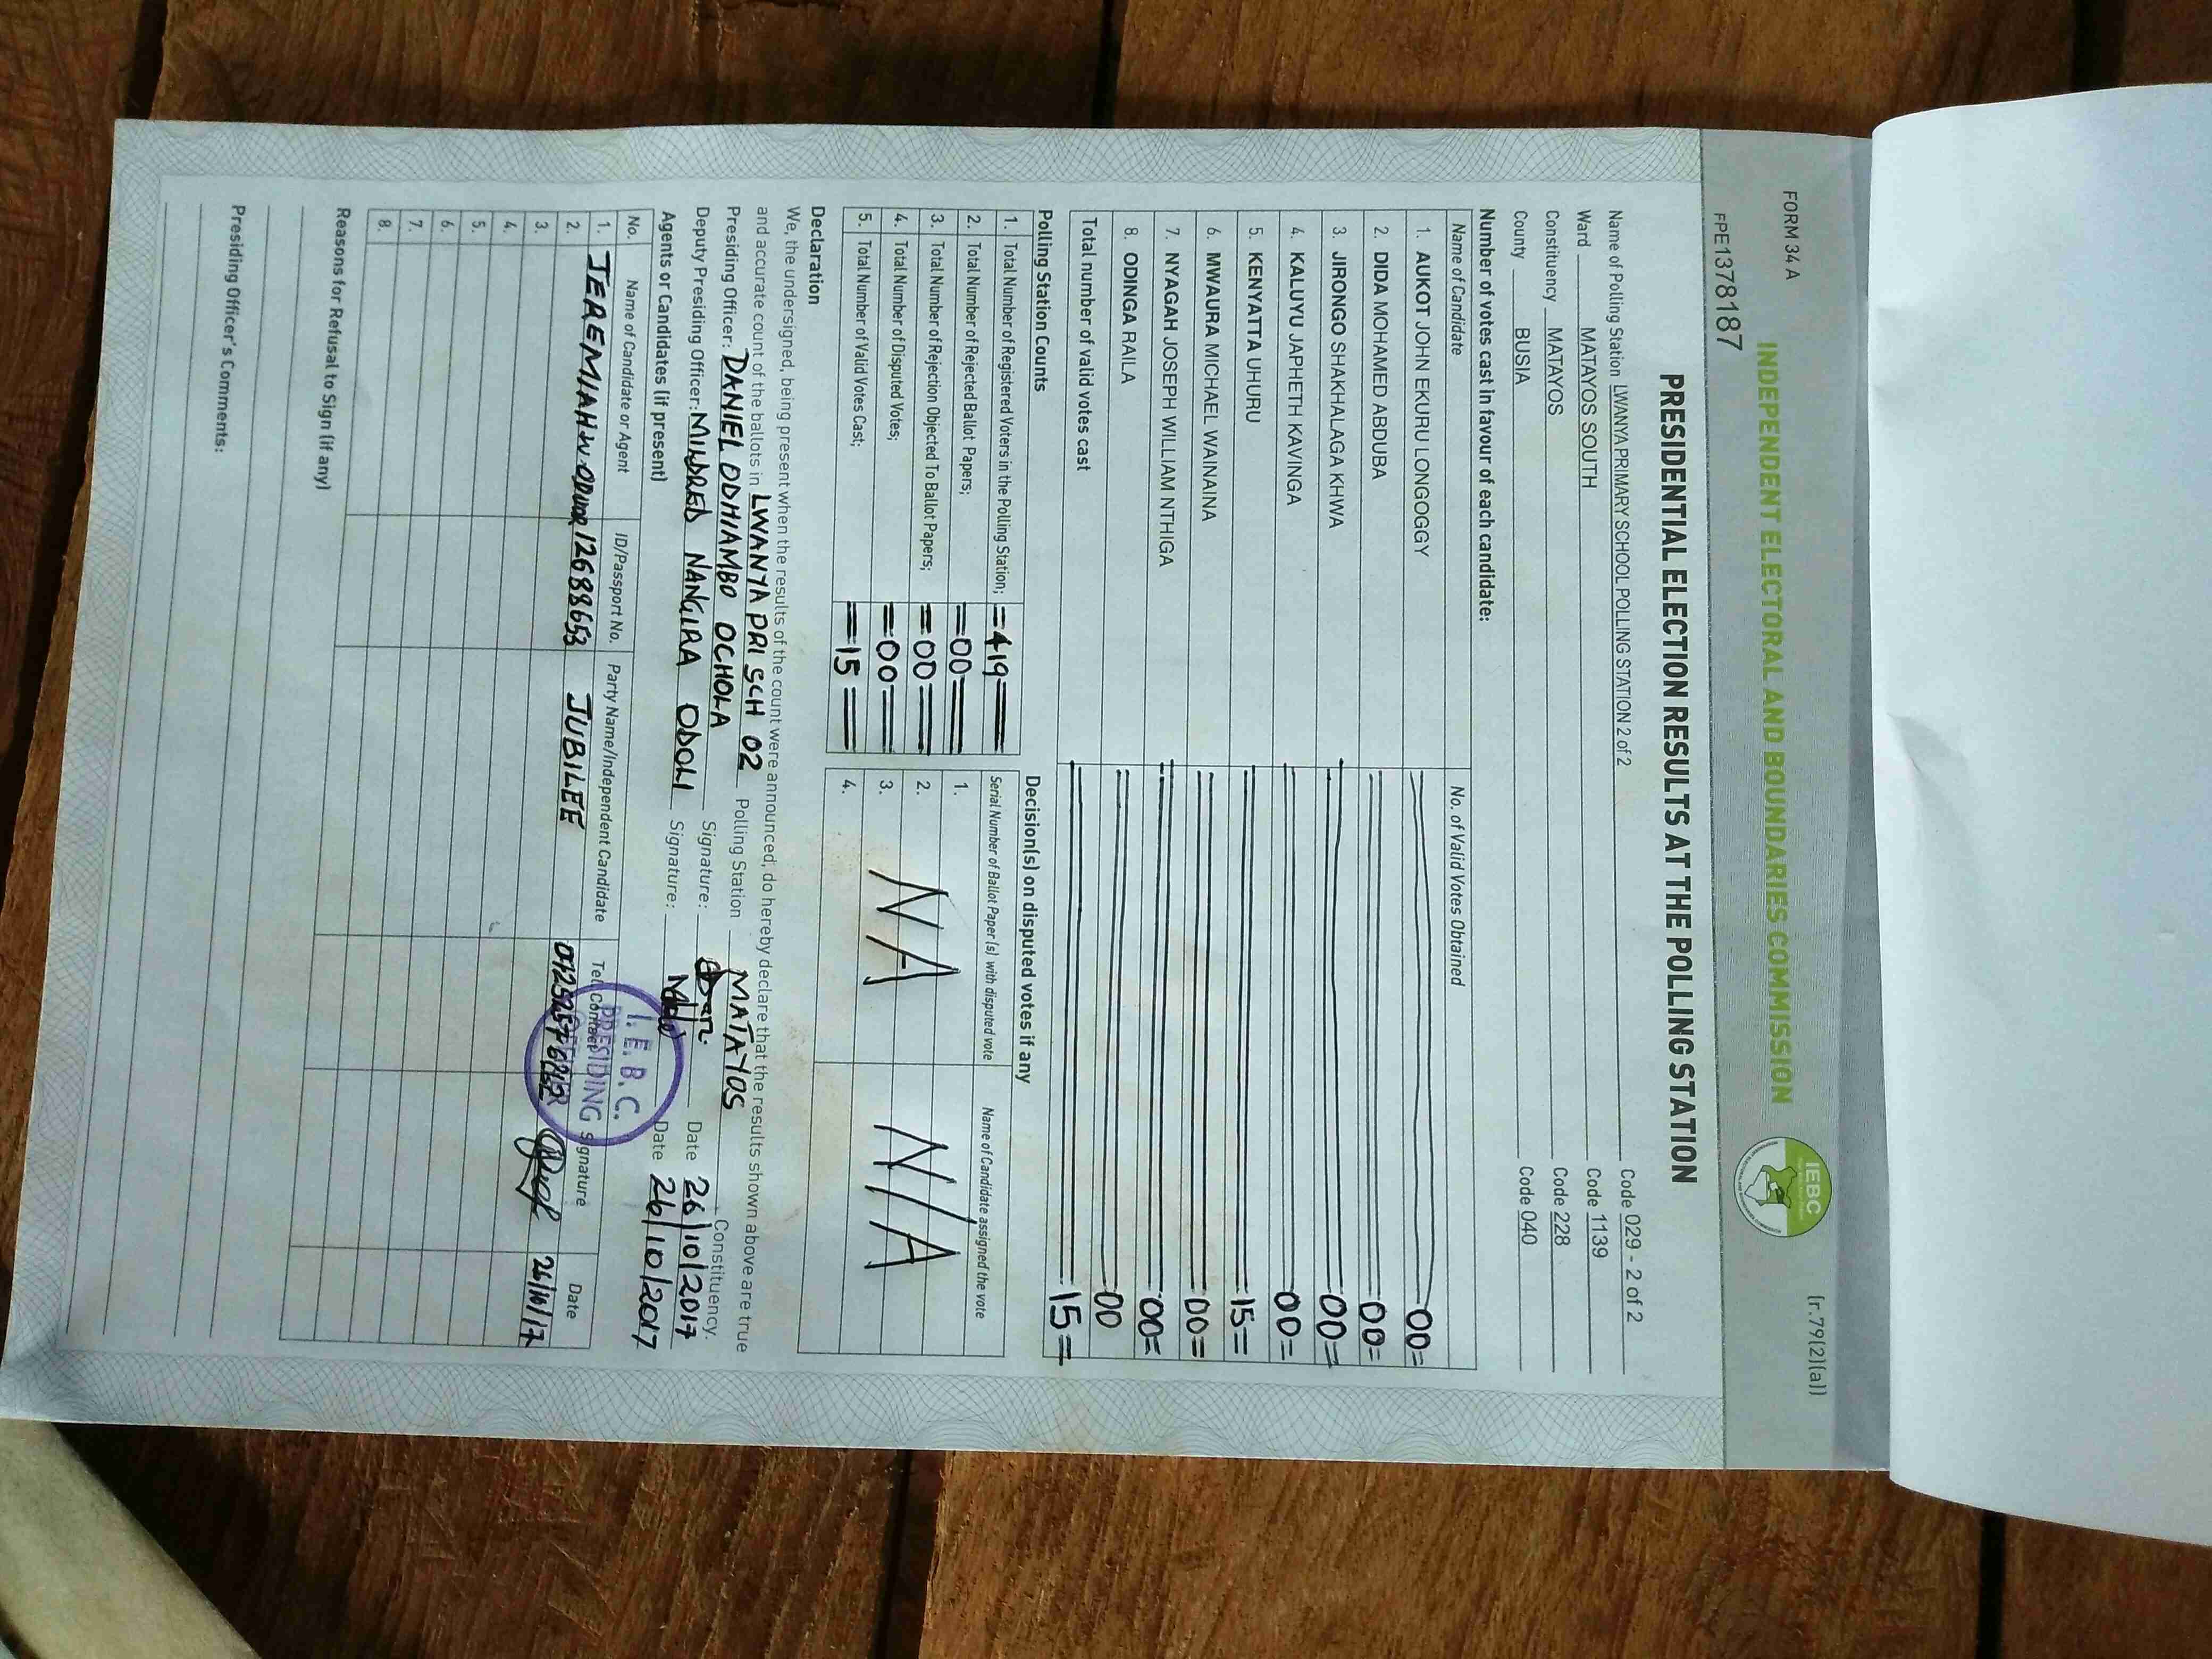 FORM 34 A
(r.79(2)(a))
INDEPENDENT ELECTORAL AND BOUNDARIES COMMISSION
IEBC
FPE1378187
PRESIDENTIAL ELECTION RESULTS AT THE POLLING STATION
Name of Polling Station LWANYA PRIMARY SCHOOL POLLING STATION 2 of 2 Code 029 - 2 of 2
Ward MATAYOS SOUTH Code 1139
Constituency MATAYOS Code 228
County BUSIA Code 040
Number of votes cast in favour of each candidate:
Name of Candidate No. of Valid Votes Obtained
1. AUKOT JOHN EKURU LONGOGGY 00=
2. DIDA MOHAMED ABDUBA 00=
3. JIRONGO SHAKHALAGA KHWA 00=
4. KALUYU JAPHETH KAVINGA 00=
5. KENYATTA UHURU 15=
6. MWAURA MICHAEL WAINAINA 00=
7. NYAGAH JOSEPH WILLIAM NTHIGA 00=
8. ODINGA RAILA 00
Total number of valid votes cast 15=
Polling Station Counts
1. Total Number of Registered Voters in the Polling Station; =419=
2. Total Number of Rejected Ballot Papers; =00=
3. Total Number of Rejection Objected To Ballot Papers; =00=
4. Total Number of Disputed Votes; =00=
5. Total Number of Valid Votes Cast; =15=
Decision(s) on disputed votes if any
Serial Number of Ballot Paper (s) with disputed vote Name of Candidate assigned the vote
1.
2.
3.
4.
N/A N/A
Declaration
We, the undersigned, being present when the results of the count were announced, do hereby declare that the results shown above are true
and accurate count of the ballots in LWANYA PRI SCH 02 Polling Station MATAYOS Constituency.
Presiding Officer: DANIEL ODHIAMBO OCHOLA Signature: Date 26/10/2017
Deputy Presiding Officer: MILDRED NANGIRA ODOLI Signature: Date 26/10/2017
Agents or Candidates (if present)
No. Name of Candidate or Agent ID/Passport No. Party Name/Independent Candidate Tel. Contact Signature Date
1. JEREMIAH W. ODUOR 12688653 JUBILEE 26/10/17
2.
3.
4.
5.
6.
7.
8.
I.E.B.C.
PRESIDING
Reasons for Refusal to Sign (if any)
Presiding Officer's Comments: